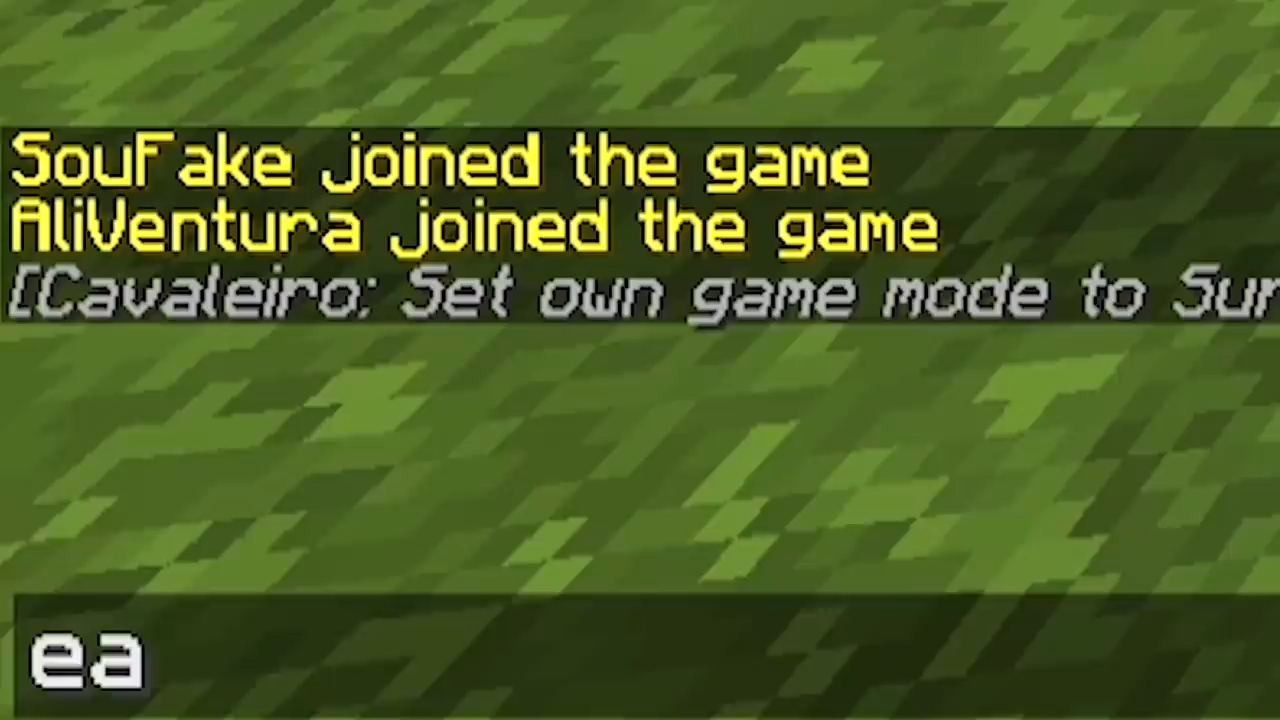 SouFake joined the game
AliVentura joined the game
[Cavaleiro: Set own game mode to Sur
ea